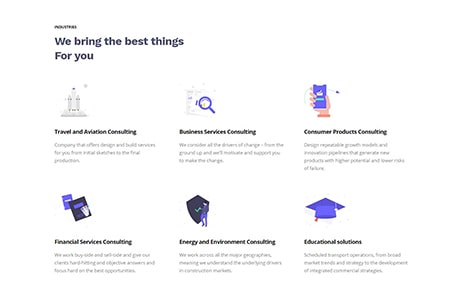 INDUSTRIES
We bring the best things
For you
Travel and Aviation Consulting
Company that offers design and build services
for you from initial sketches to the final
production.
Business Services Consulting
We consider all the drivers of change – from the
ground up and we'll motivate and support you
to make the change.
Consumer Products Consulting
Design repeatable growth models and
innovation pipelines that generate new
products with higher potential and lower risks
of failure.
Financial Services Consulting
We work buy-side and sell-side and give our
clients hard-hitting and objective answers and
focus hard on the best opportunities.
Energy and Environment Consulting
We work across all the major geographies,
meaning we understand the underlying drivers
in construction markets.
Educational solutions
Scheduled transport operations, from broad
market trends and strategy to the development
of integrated commercial strategies.